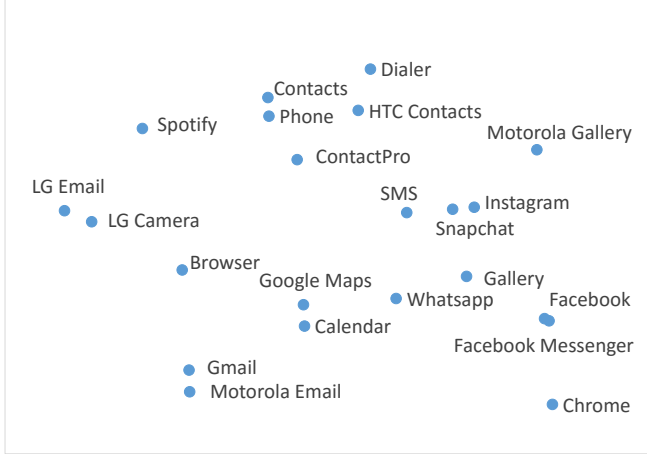 Dialer
Contacts
HTC Contacts
Phone
Spotify
Motorola Gallery
ContactPro
LG Email
SMS
Instagram
LG Camera
Snapchat
Browser
Google Maps
Gallery
Whatsapp
Facebook
Calendar
Facebook Messenger
Gmail
Motorola Email
Chrome